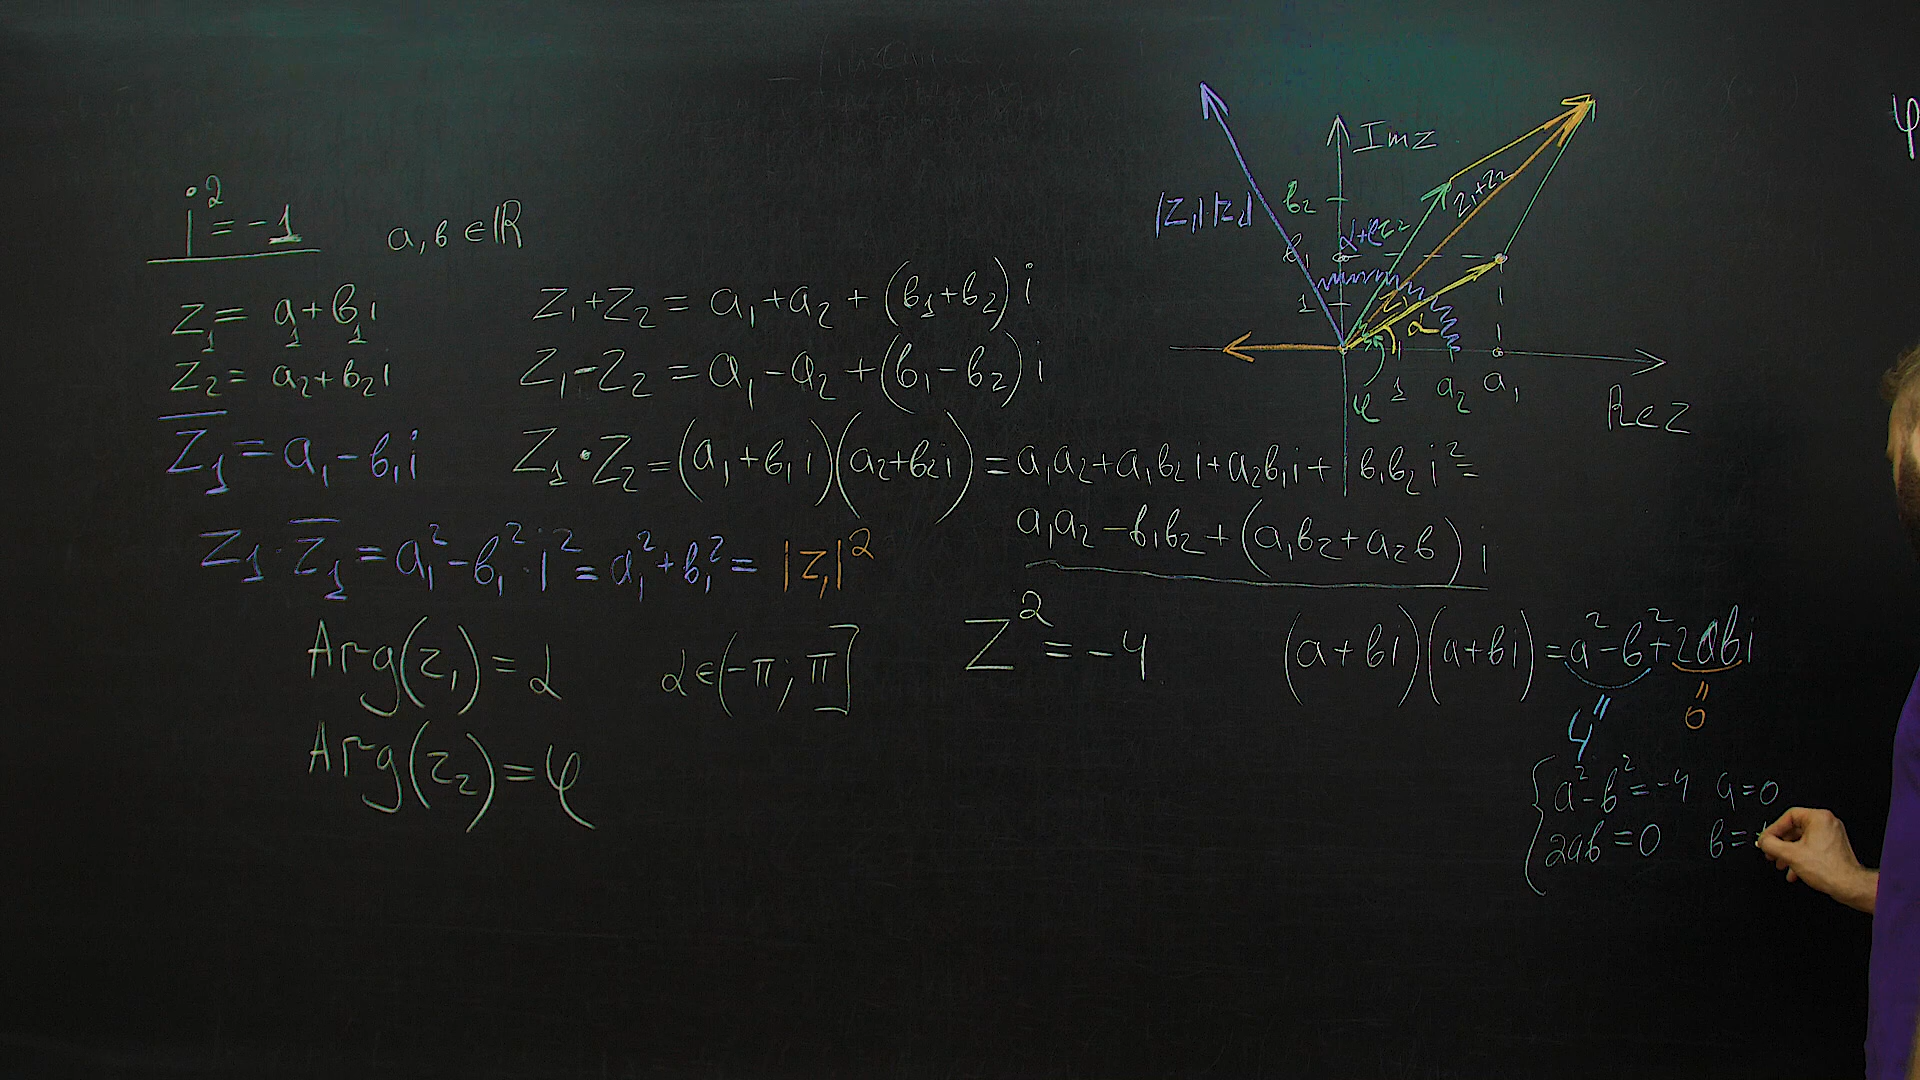 i² = -1
a, b ∈ ℝ
z₁ = a₁ + b₁i
z₂ = a₂ + b₂i
z̅₁ = a₁ - b₁i
z₁ · z̅₁ = a₁² - b₁² · i² = a₁² + b₁² = |z₁|²
Arg(z₁) = α
α ∈ (-π; π]
Arg(z₂) = φ
z₁ + z₂ = a₁ + a₂ + (b₁ + b₂)i
z₁ - z₂ = a₁ - a₂ + (b₁ - b₂)i
z₁ · z₂ = (a₁ + b₁i)(a₂ + b₂i) = a₁a₂ + a₁b₂i + a₂b₁i + b₁b₂i² =
a₁a₂ - b₁b₂ + (a₁b₂ + a₂b)i
z² = -4
(a + bi)(a + bi) = a² - b² + 2abi
4
0
{ a² - b² = -4 a = 0
2ab = 0 b =
Im z
|z₁|·|z₂|
b₂
z₁ + z₂
α + φ
z₂
b₁
1
z₁
α
φ
1
a₂
a₁
Re z
φ